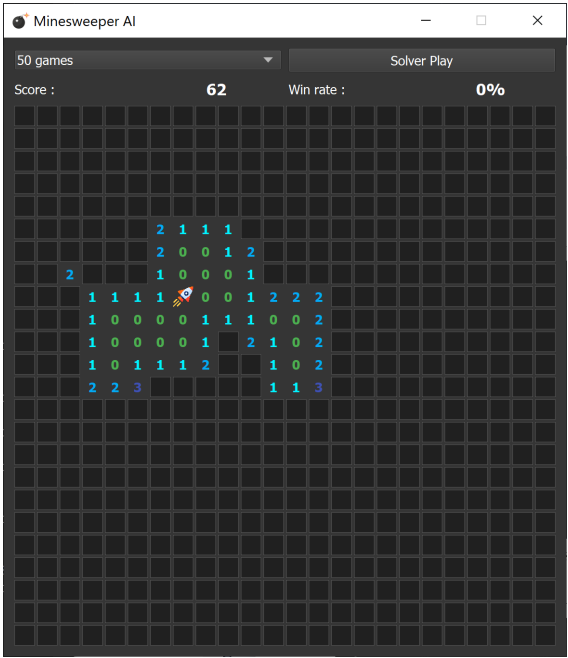 Minesweeper AI
50 games Solver Play
Score : 62 Win rate : 0%
2 1 1 1
2 0 0 1 2
2 1 0 0 0 1
1 1 1 1 0 0 1 2 2 2
1 0 0 0 0 1 1 1 0 0 2
1 0 0 0 0 1 2 1 0 2
1 0 1 1 1 2 1 0 2
2 2 3 1 1 3